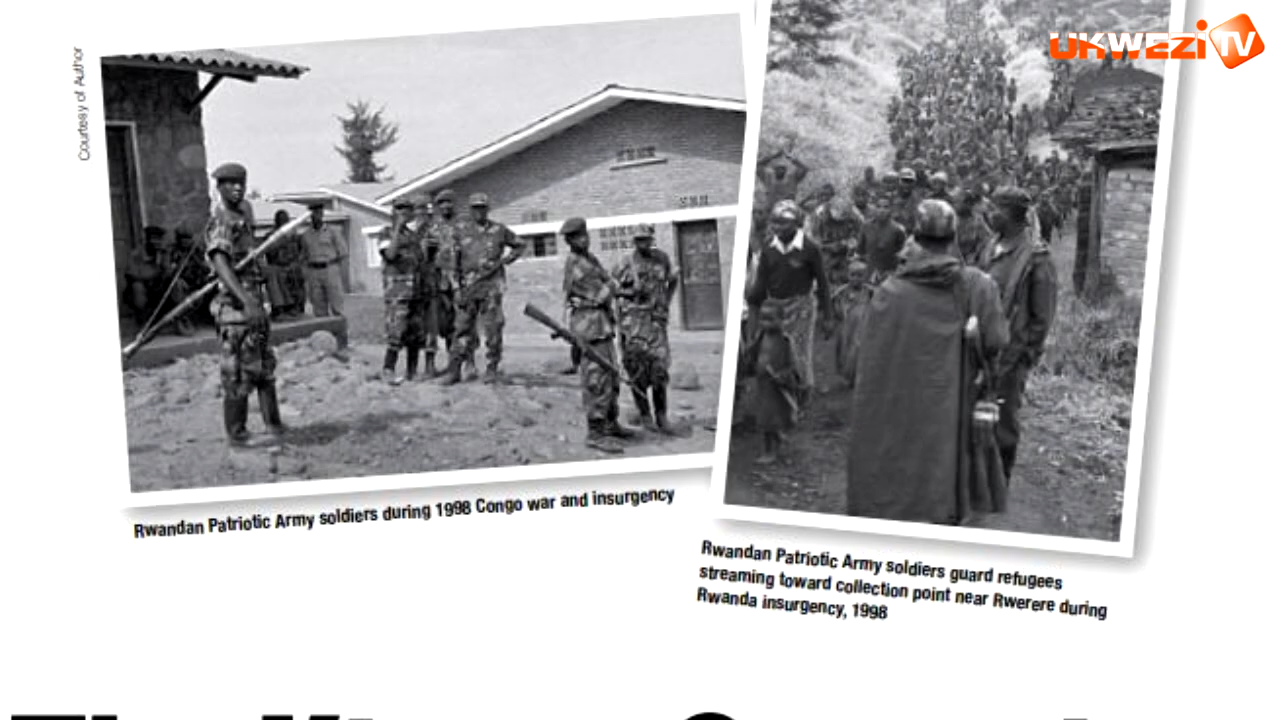 Courtesy of Author
UKWEZI TV
Rwandan Patriotic Army soldiers during 1998 Congo war and insurgency
Rwandan Patriotic Army soldiers guard refugees
streaming toward collection point near Rwerere during
Rwanda insurgency, 1998